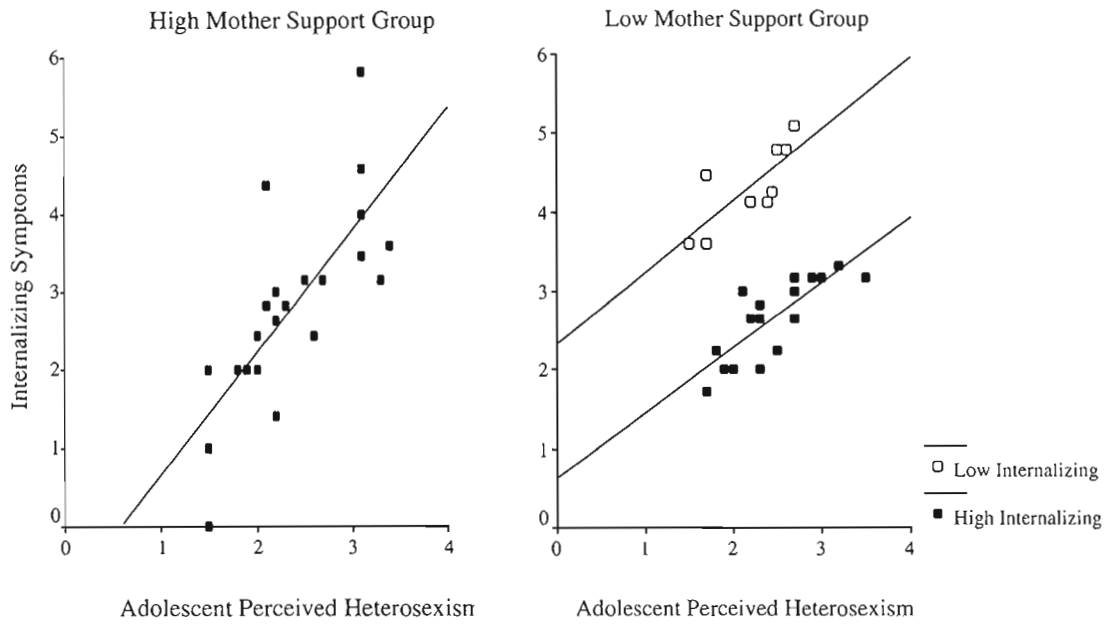 High Mother Support Group
Internalizing Symptoms
6
5
4
3
2
1
0
0 1 2 3 4
Adolescent Perceived Heterosexism
Low Mother Support Group
6
5
4
3
2
1
0
0 1 2 3 4
Adolescent Perceived Heterosexism
Low Internalizing
High Internalizing